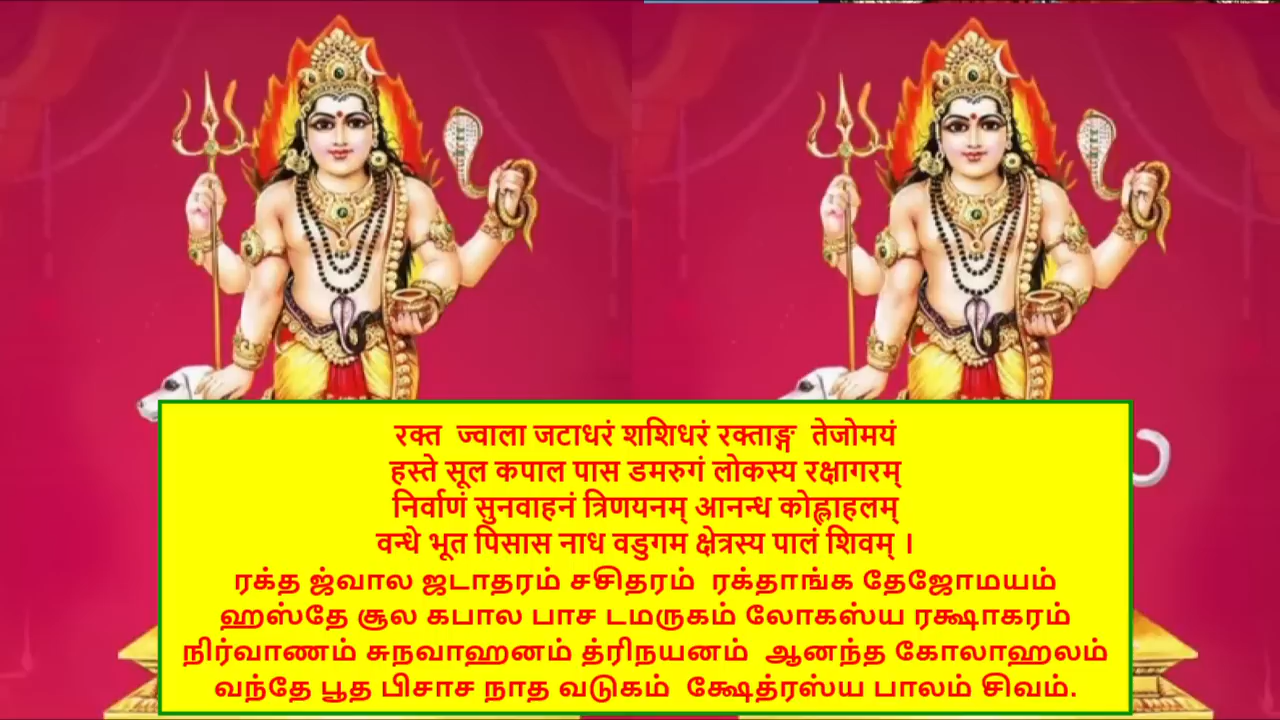 रक्त ज्वाला जटाधरं शशिधरं रक्ताङ्ग तेजोमयं
हस्ते सूल कपाल पास डमरुगं लोकस्य रक्षागरम्
निर्वाणं सुनवाहनं त्रिणयनम् आनन्ध कोह्लाहलम्
वन्धे भूत पिसास नाध वडुगम क्षेत्रस्य पालं शिवम् ।
ரக்த ஜ்வால ஜடாதரம் சசிதரம் ரக்தாங்க தேஜோமயம்
ஹஸ்தே சூல கபால பாச டமருகம் லோகஸ்ய ரக்ஷாகரம்
நிர்வாணம் சுநவாஹனம் த்ரிநயனம் ஆனந்த கோலாஹலம்
வந்தே பூத பிசாச நாத வடுகம் க்ஷேத்ரஸ்ய பாலம் சிவம்.